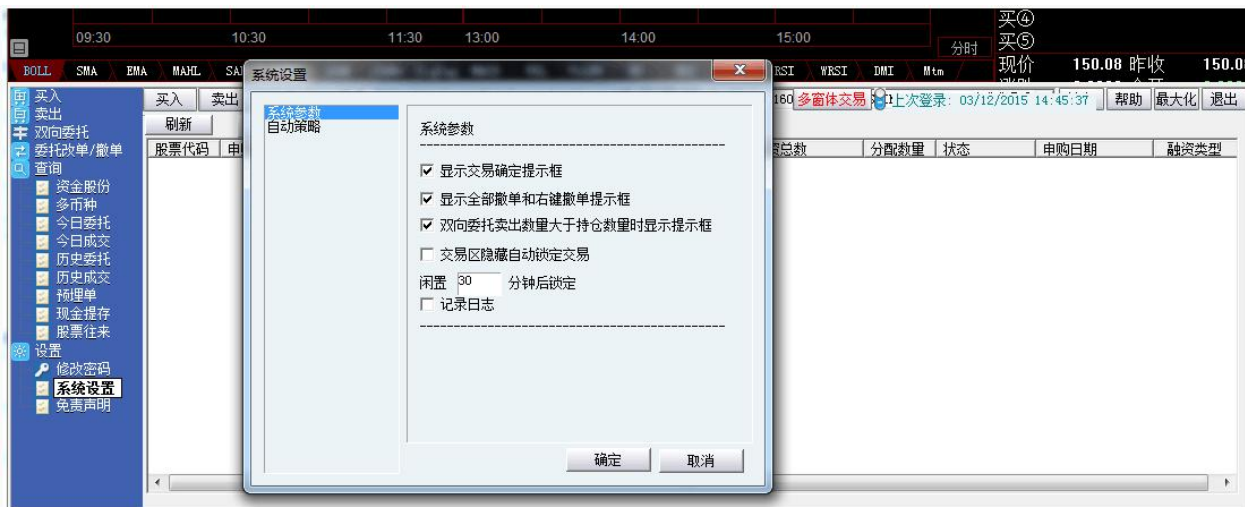 买④
09:30 10:30 11:30 13:00 14:00 15:00 分时 买⑤
现价 150.08 昨收 150.0
BOLL SMA EMA MAHL RSI WRSI DMI Mtm
买入 卖出 160 多窗体交易 上次登录: 03/12/2015 14:45:37 帮助 最大化 退出
刷新
股票代码 分配数量 状态 申购日期 融资类型
买入
卖出
双向委托
委托改单/撤单
查询
资金股份
多币种
今日委托
今日成交
历史委托
历史成交
预埋单
现金提存
股票往来
设置
修改密码
系统设置
免责声明
系统设置
系统参数
自动策略
系统参数
显示交易确定提示框
显示全部撤单和右键撤单提示框
双向委托卖出数量大于持仓数量时显示提示框
交易区隐藏自动锁定交易
闲置 30 分钟后锁定
记录日志
确定 取消